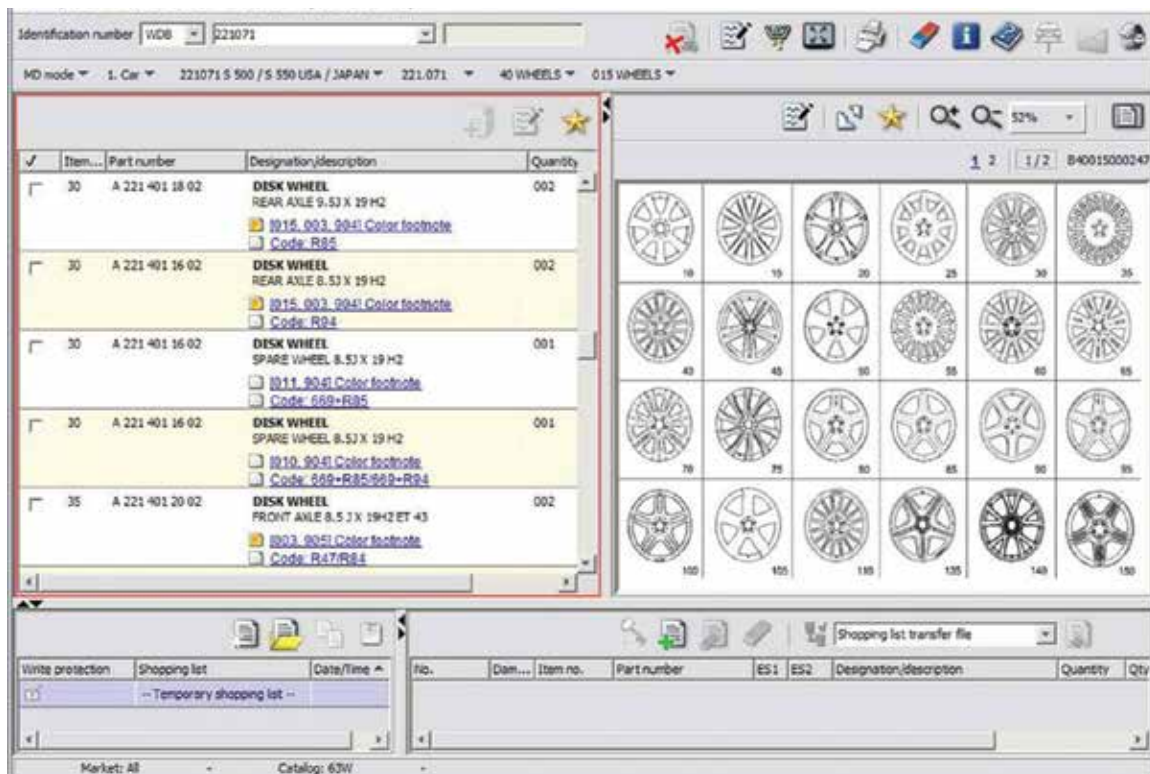 Identification number WDB 221071
MD mode 1. Car 221071 S 500 / S 550 USA / JAPAN 221.071 40 WHEELS 015 WHEELS
52%
1 2 1/2 B40015000247
Item... Part number Designation/description Quantity
30 A 221 401 18 02 DISK WHEEL 002
REAR AXLE 9.5J X 19 H2
[015, 003, 904] Color footnote
Code: R85
30 A 221 401 16 02 DISK WHEEL 002
REAR AXLE 8.5J X 19 H2
[015, 003, 904] Color footnote
Code: R94
30 A 221 401 16 02 DISK WHEEL 001
SPARE WHEEL 8.5J X 19 H2
[011, 904] Color footnote
Code: 669+R85
30 A 221 401 16 02 DISK WHEEL 001
SPARE WHEEL 8.5J X 19 H2
[010, 904] Color footnote
Code: 669+R85/669+R94
35 A 221 401 20 02 DISK WHEEL 002
FRONT AXLE 8.5 J X 19H2 ET 43
[003, 905] Color footnote
Code: R47/R84
10 15 20 25 30 35
45 50 55 60 65
70 75 80 85 90 95
100 105 135 140 150
Shopping list transfer file
Write protection Shopping list Date/Time
-- Temporary shopping list --
No. Dam... Item no. Part number ES1 ES2 Designation/description Quantity Qty
Market: All - Catalog: 63W -